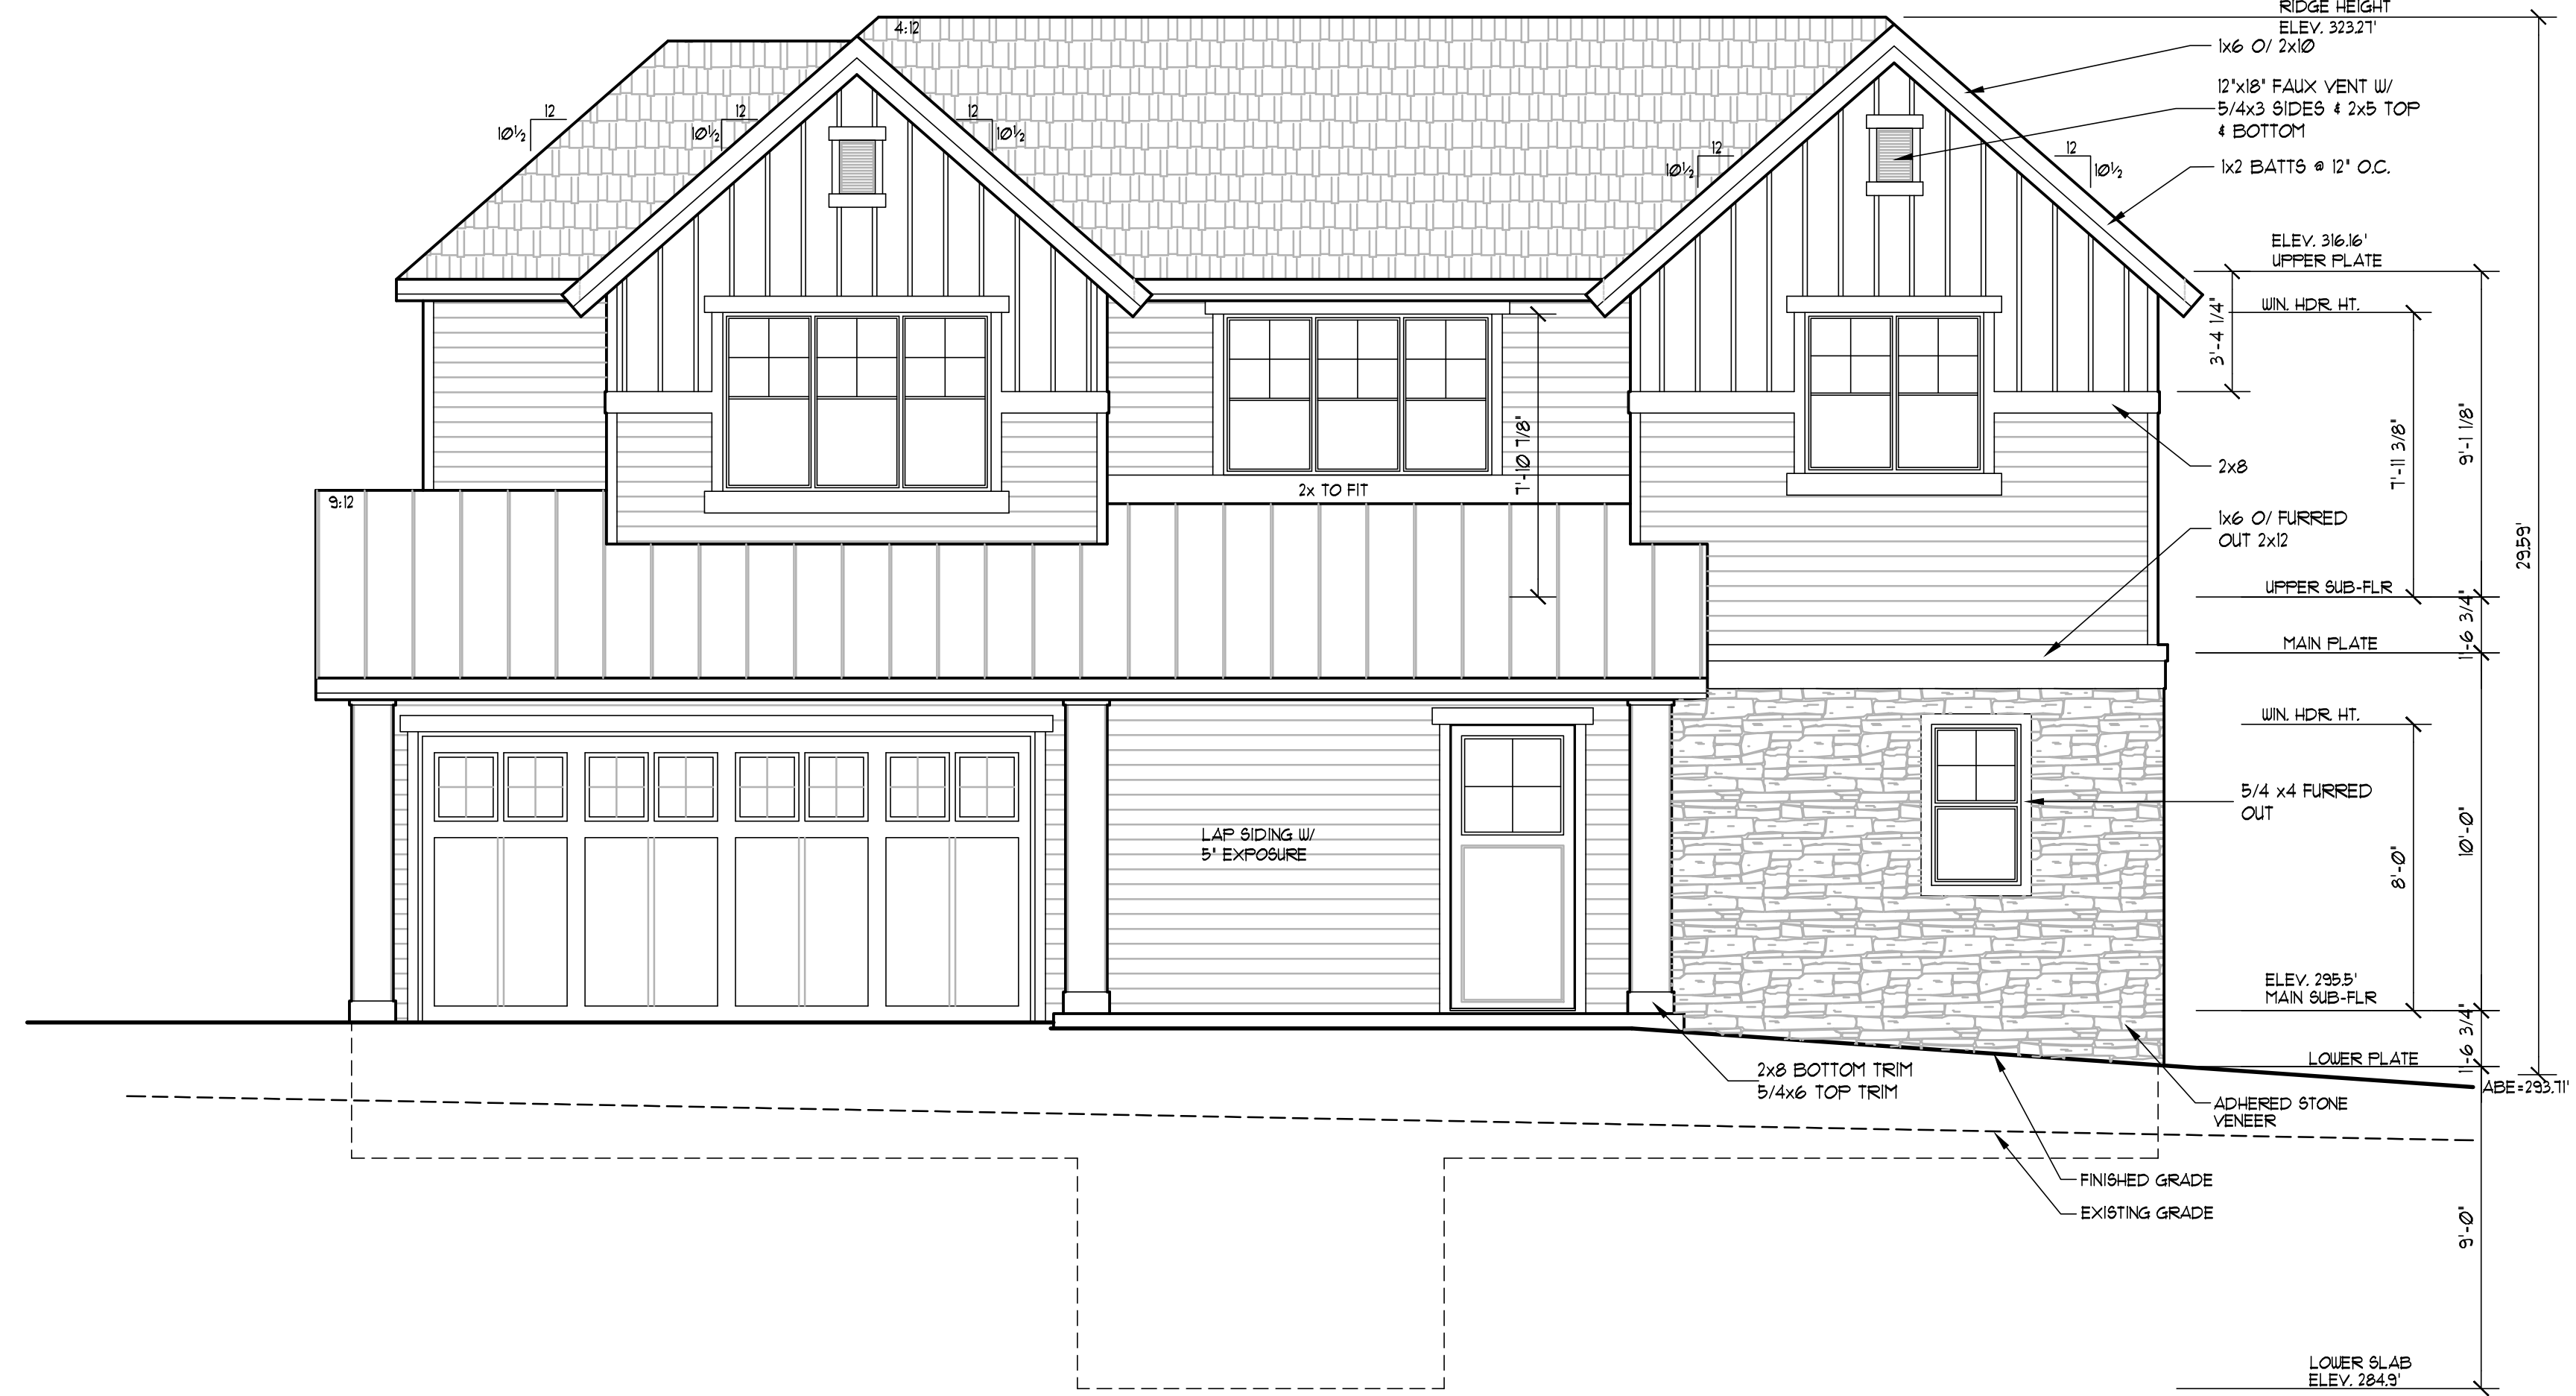 RIDGE HEIGHT
ELEV. 323.27'
4:12
1x6 O/ 2x10
12"x18" FAUX VENT W/
5/4x3 SIDES & 2x5 TOP
& BOTTOM
12
10½
12
10½
12
10½
12
10½
12
10½
1x2 BATTS @ 12" O.C.
ELEV. 316.16'
UPPER PLATE
WIN. HDR. HT.
3'-4 1/4"
7'-10 7/8"
7'-11 3/8"
9'-1 1/8"
2x8
2x TO FIT
9:12
1x6 O/ FURRED
OUT 2x12
29.59'
UPPER SUB-FLR
1'-6 3/4"
MAIN PLATE
WIN. HDR. HT.
5/4 x4 FURRED
OUT
LAP SIDING W/
5" EXPOSURE
8'-0"
10'-0"
ELEV. 295.5'
MAIN SUB-FLR
1'-6 3/4"
LOWER PLATE
2x8 BOTTOM TRIM
5/4x6 TOP TRIM
ABE=293.71'
ADHERED STONE
VENEER
FINISHED GRADE
EXISTING GRADE
9'-0"
LOWER SLAB
ELEV. 284.9'